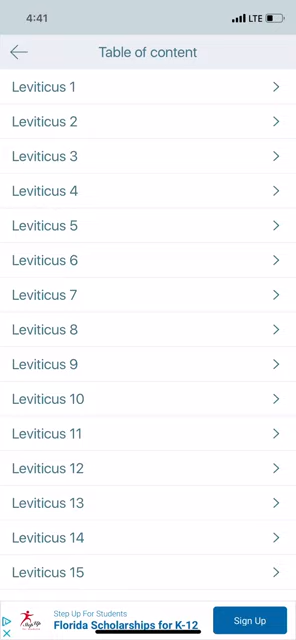 4:41
LTE
Table of content
Leviticus 1
Leviticus 2
Leviticus 3
Leviticus 4
Leviticus 5
Leviticus 6
Leviticus 7
Leviticus 8
Leviticus 9
Leviticus 10
Leviticus 11
Leviticus 12
Leviticus 13
Leviticus 14
Leviticus 15
Step Up For Students
Florida Scholarships for K-12
Sign Up